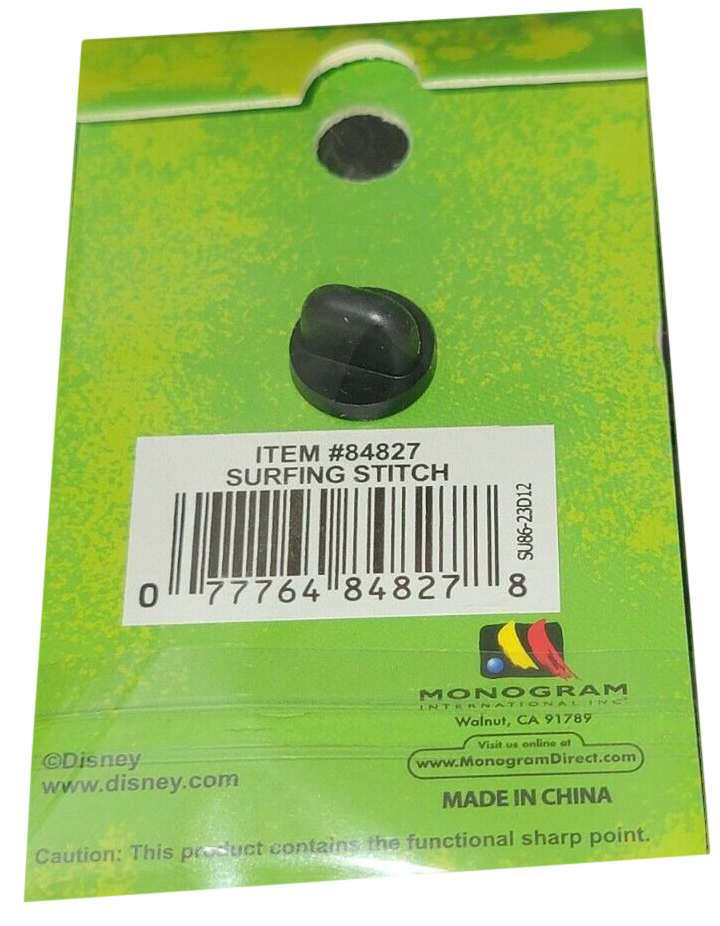 ITEM #84827
SURFING STITCH
SU86-23D12
0 77764 84827 8
MONOGRAM
INTERNATIONAL INC
Walnut, CA 91789
Visit us online at
www.MonogramDirect.com
MADE IN CHINA
©Disney
www.disney.com
Caution: This product contains the functional sharp point.